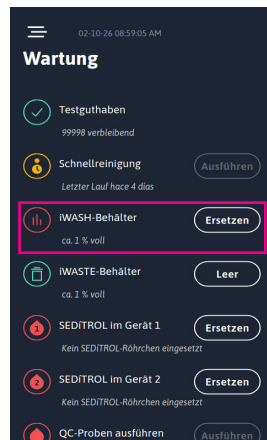 02-10-26 08:59:05 AM
Wartung
Testguthaben
99998 verbleibend
Schnellreinigung
Ausführen
Letzter Lauf hace 4 dias
iWASH-Behälter
Ersetzen
ca. 1 % voll
iWASTE-Behälter
Leer
ca. 1 % voll
1
SEDiTROL im Gerät 1
Ersetzen
Kein SEDiTROL-Röhrchen eingesetzt
2
SEDiTROL im Gerät 2
Ersetzen
Kein SEDiTROL-Röhrchen eingesetzt
QC-Proben ausführen
Ausführen